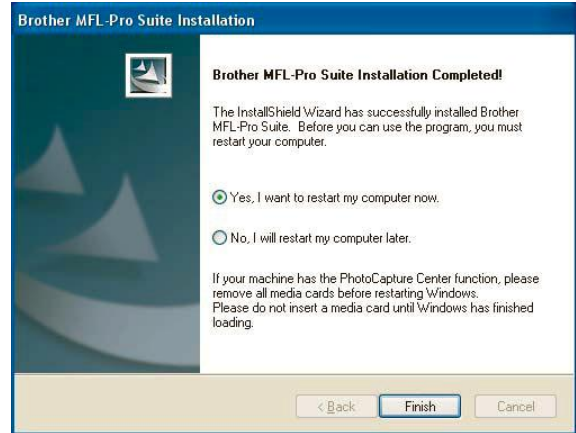 Brother MFL-Pro Suite Installation
Brother MFL-Pro Suite Installation Completed!
The InstallShield Wizard has successfully installed Brother
MFL-Pro Suite. Before you can use the program, you must
restart your computer.
Yes, I want to restart my computer now.
No, I will restart my computer later.
If your machine has the PhotoCapture Center function, please
remove all media cards before restarting Windows.
Please do not insert a media card until Windows has finished
loading.
< Back Finish Cancel